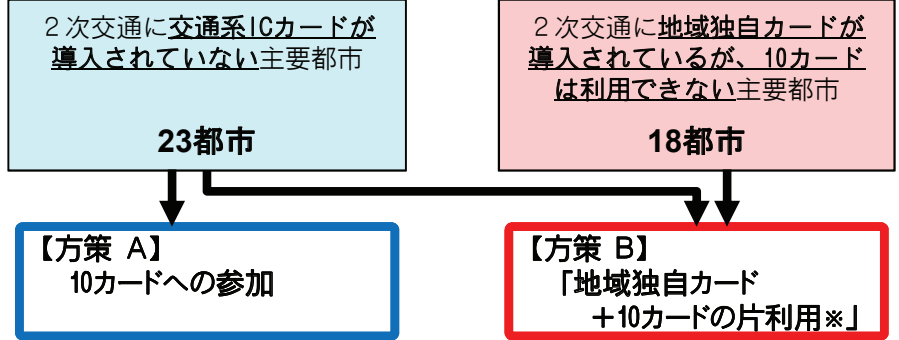 ２次交通に交通系ICカードが
導入されていない主要都市
23都市
２次交通に地域独自カードが
導入されているが、10カード
は利用できない主要都市
18都市
【方策 A】
10カードへの参加
【方策 B】
「地域独自カード
＋10カードの片利用※」